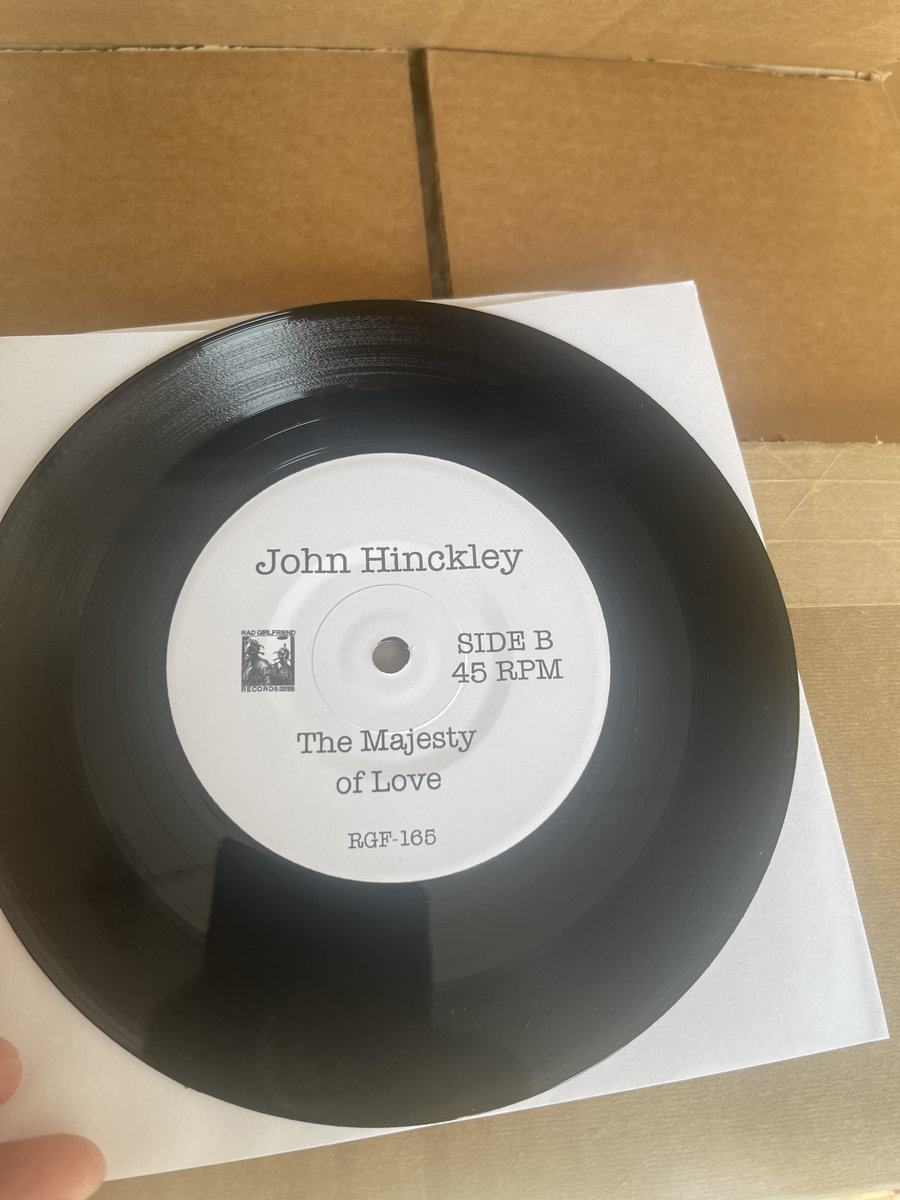 John Hinckley
RAD GIRLFRIEND
RECORDS
SIDE B
45 RPM
The Majesty
of Love
RGF-165